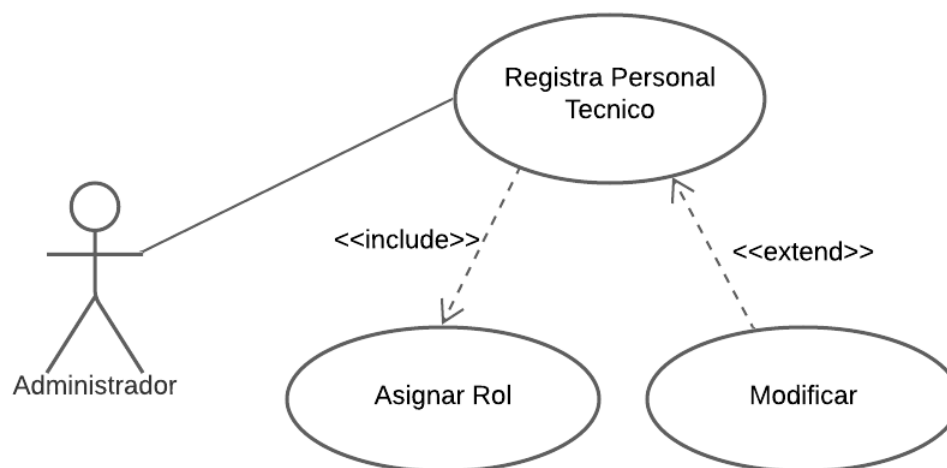 Registra Personal
Tecnico
<<include>>
<<extend>>
Administrador
Asignar Rol
Modificar